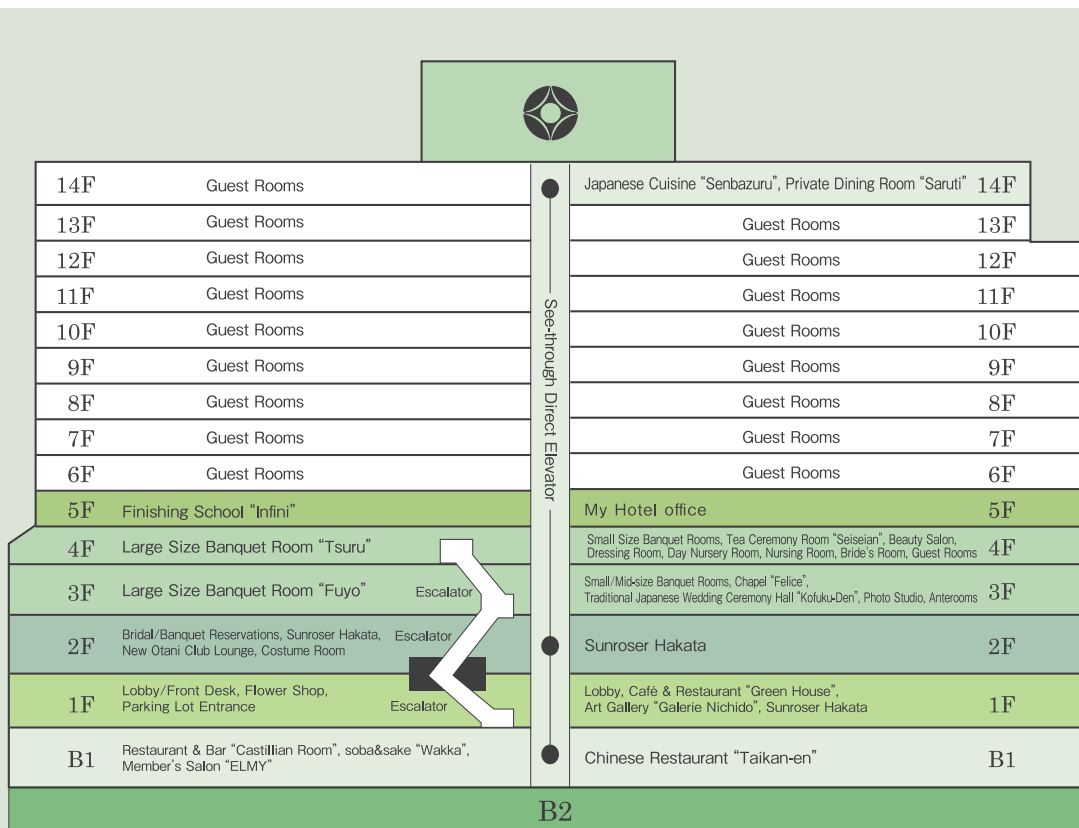 14F Guest Rooms
Japanese Cuisine “Senbazuru”, Private Dining Room “Saruti” 14F
13F Guest Rooms
Guest Rooms 13F
12F Guest Rooms
Guest Rooms 12F
11F Guest Rooms
Guest Rooms 11F
10F Guest Rooms
Guest Rooms 10F
9F Guest Rooms
Guest Rooms 9F
8F Guest Rooms
Guest Rooms 8F
7F Guest Rooms
Guest Rooms 7F
6F Guest Rooms
Guest Rooms 6F
See-through Direct Elevator
5F Finishing School “Infini”
My Hotel office 5F
4F Large Size Banquet Room “Tsuru”
Small Size Banquet Rooms, Tea Ceremony Room “Seiseian”, Beauty Salon,
Dressing Room, Day Nursery Room, Nursing Room, Bride's Room, Guest Rooms 4F
3F Large Size Banquet Room “Fuyo”
Escalator
Small/Mid-size Banquet Rooms, Chapel “Felice”,
Traditional Japanese Wedding Ceremony Hall “Kofuku-Den”, Photo Studio, Anterooms 3F
2F Bridal/Banquet Reservations, Sunroser Hakata,
New Otani Club Lounge, Costume Room
Escalator
Sunroser Hakata 2F
1F Lobby/Front Desk, Flower Shop,
Parking Lot Entrance
Escalator
Lobby, Café & Restaurant “Green House”,
Art Gallery “Galerie Nichido”, Sunroser Hakata 1F
B1 Restaurant & Bar “Castillian Room”, soba&sake “Wakka”,
Member's Salon “ELMY”
Chinese Restaurant “Taikan-en” B1
B2